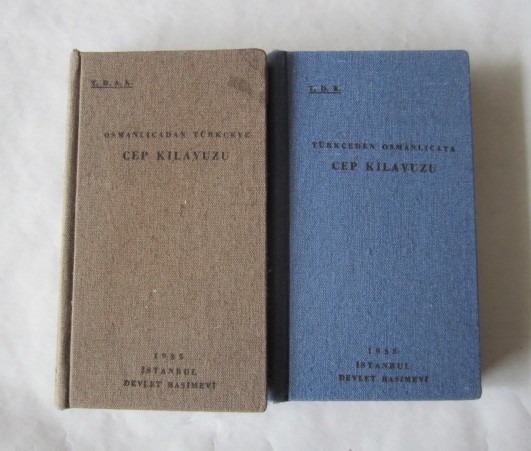 T. D. A. K.
OSMANLICADAN TÜRKÇEYE
CEP KILAVUZU
1935
İSTANBUL
DEVLET BASIMEVİ
T. D. K.
TÜRKÇEDEN OSMANLICAYA
CEP KILAVUZU
1935
İSTANBUL
DEVLET BASIMEVİ